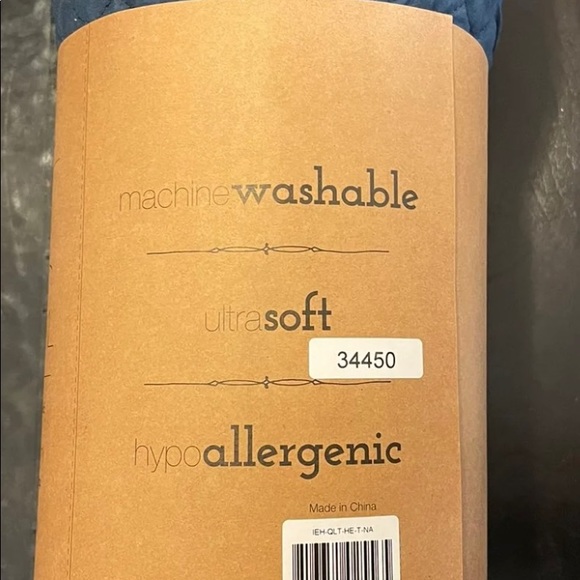 machinewashable
ultrasoft
34450
hypoallergenic
Made in China
IEH-QLT-HE-T-NA